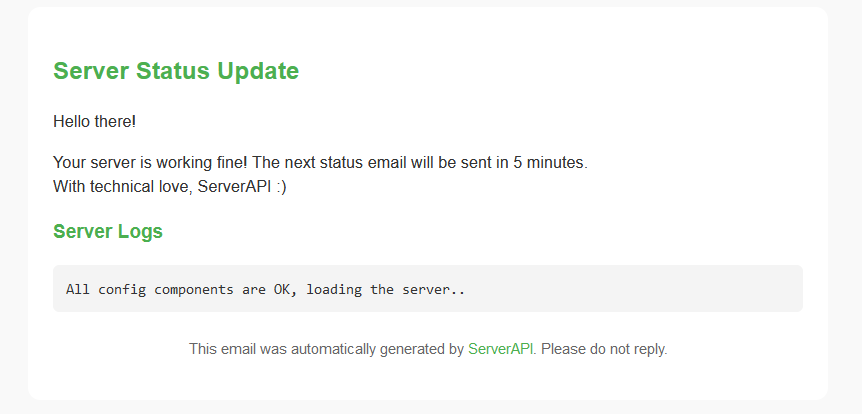 Server Status Update
Hello there!
Your server is working fine! The next status email will be sent in 5 minutes.
With technical love, ServerAPI :)
Server Logs
All config components are OK, loading the server..
This email was automatically generated by ServerAPI. Please do not reply.